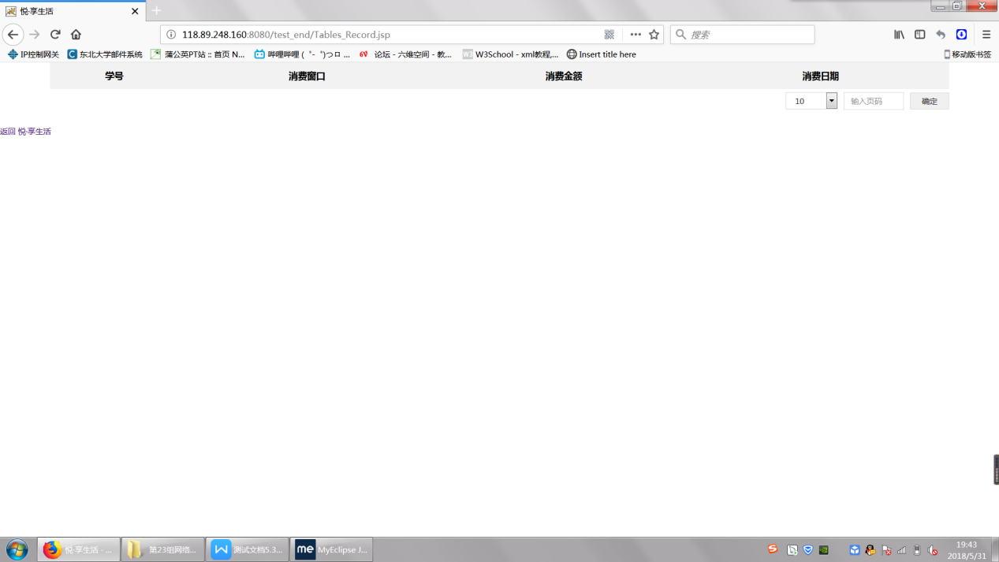 悦·享生活
118.89.248.160:8080/test_end/Tables_Record.jsp
搜索
IP控制网关 东北大学邮件系统 蒲公英PT站 :: 首页 N... 哔哩哔哩 ( ゜- ゜)つロ ... 6V 论坛 - 六维空间 - 教... W3 W3School - xml教程,... Insert title here 移动版书签
学号 消费窗口 消费金额 消费日期
10 输入页码 确定
返回 悦·享生活
悦·享生活 - ... 第23组网络... 测试文档5.3... me MyEclipse J... 19:43
2018/5/31